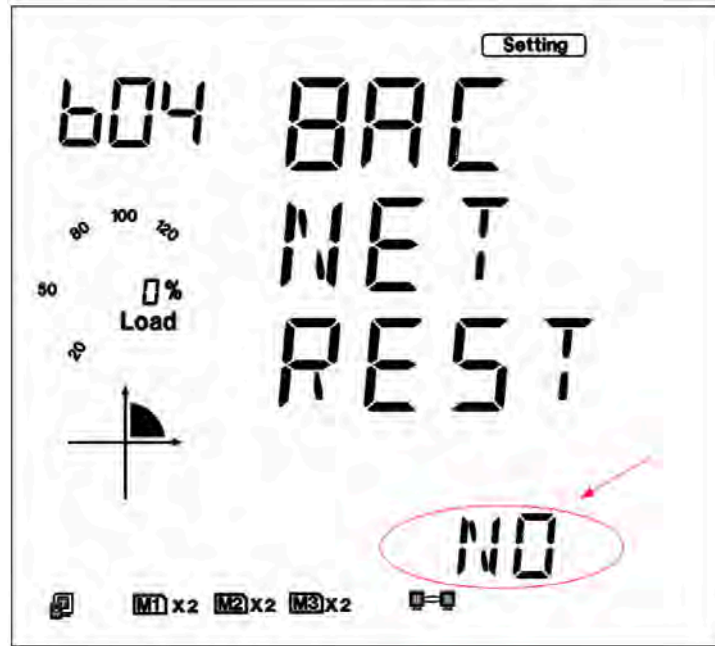 Setting
b04
BAC
NET
REST
80 100 120
50
0%
Load
20
NO
M1 X2 M2 X2 M3 X2